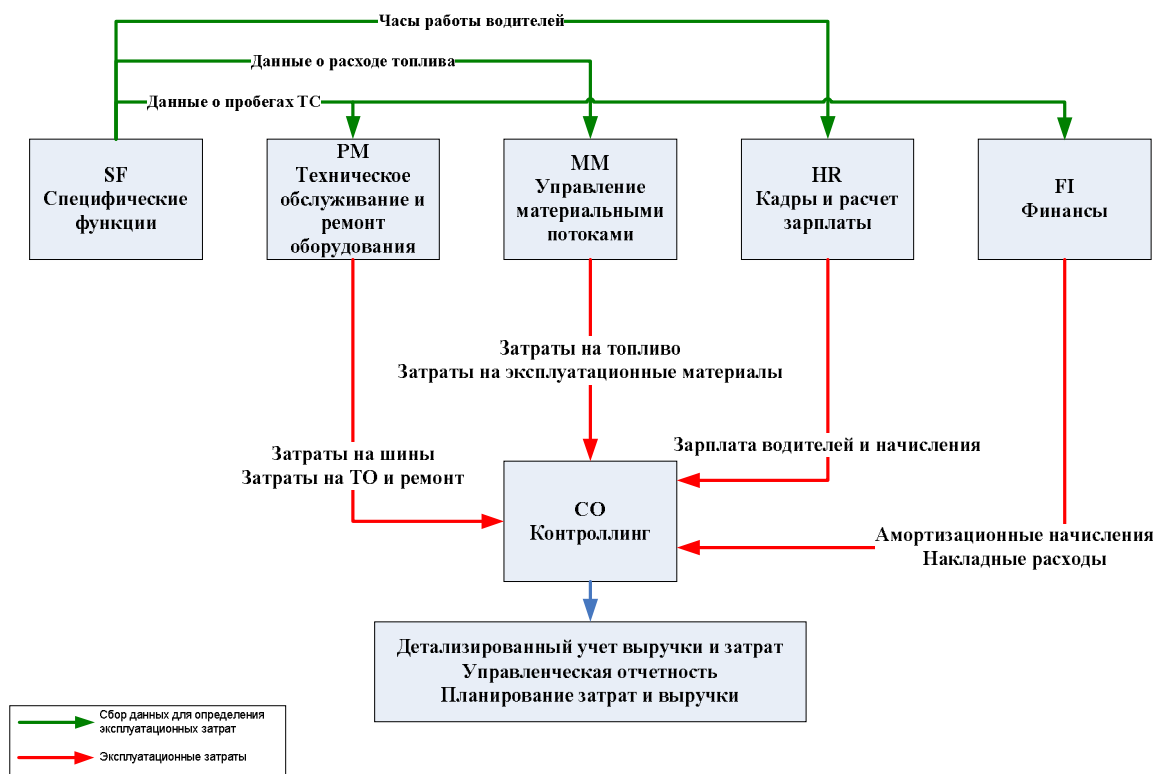 Часы работы водителей
Данные о расходе топлива
Данные о пробегах ТС
SF
Специфические
функции
PM
Техническое
обслуживание и
ремонт
оборудования
MM
Управление
материальными
потоками
HR
Кадры и расчет
зарплаты
FI
Финансы
Затраты на топливо
Затраты на эксплуатационные материалы
Зарплата водителей и начисления
Затраты на шины
Затраты на ТО и ремонт
CO
Контроллинг
Амортизационные начисления
Накладные расходы
Детализированный учет выручки и затрат
Управленческая отчетность
Планирование затрат и выручки
Сбор данных для определения
эксплуатационных затрат
Эксплуатационные затраты